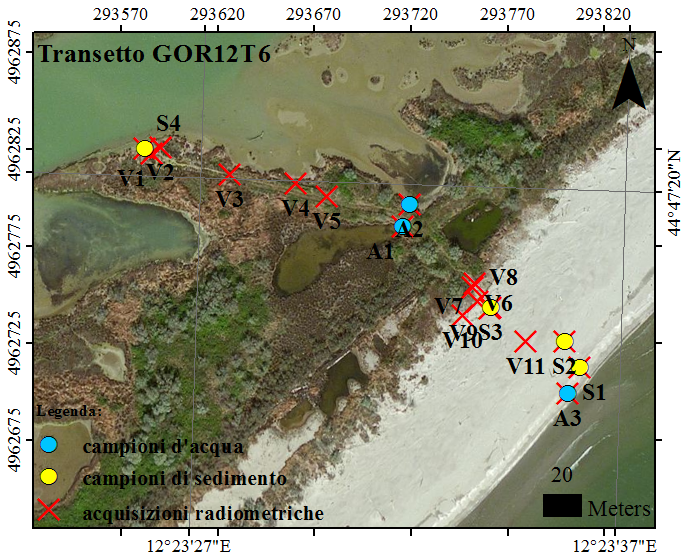 293570 293620 293670 293720 293770 293820
4962875
4962825
4962775
4962725
4962675
Transetto GOR12T6
N
44°47'20"N
S4
V1 V2
V3
V4
V5
A2
A1
V8
V7 V6
V9 S3
V10
V11 S2
S1
A3
Legenda:
campioni d'acqua
campioni di sedimento
acquisizioni radiometriche
20
Meters
12°23'27"E 12°23'37"E